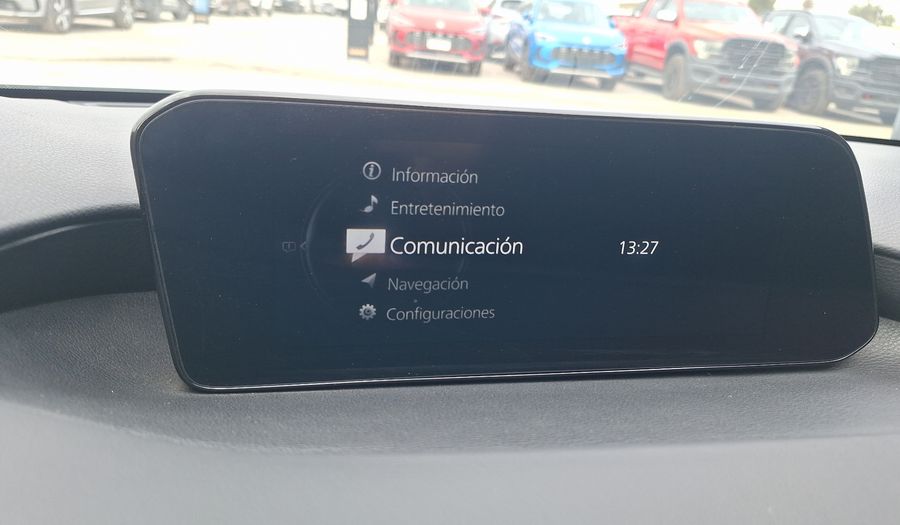 Información
Entretenimiento
Comunicación
13:27
Navegación
Configuraciones